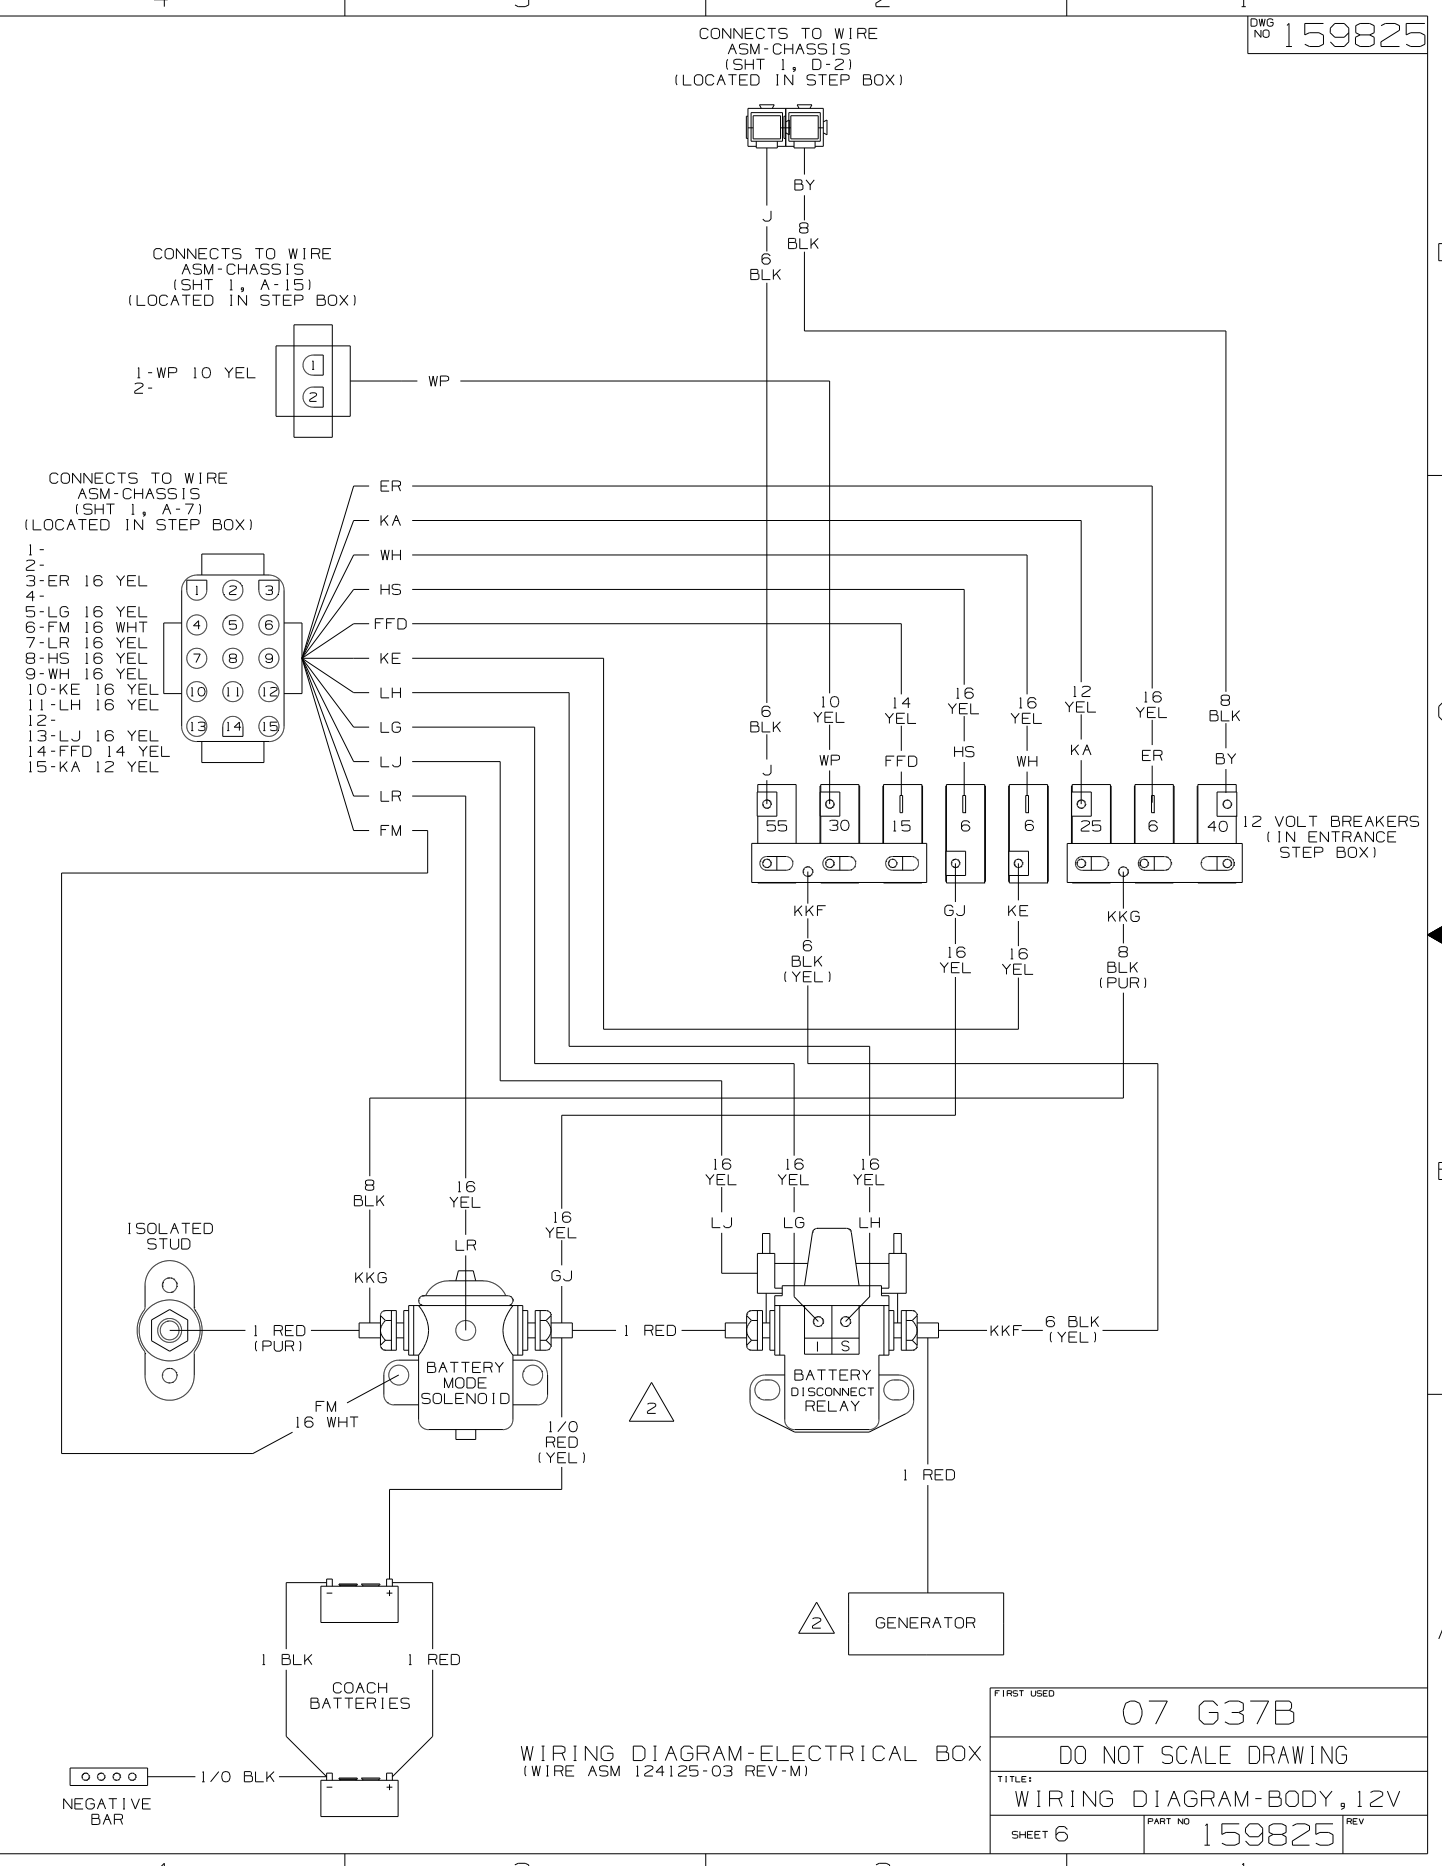 DWG
NO 159825
CONNECTS TO WIRE
ASM-CHASSIS
(SHT 1, D-2)
(LOCATED IN STEP BOX)
BY
J
8
BLK
6
BLK
CONNECTS TO WIRE
ASM-CHASSIS
(SHT 1, A-15)
(LOCATED IN STEP BOX)
1-WP 10 YEL
2-
1
2
WP
CONNECTS TO WIRE
ASM-CHASSIS
(SHT 1, A-7)
(LOCATED IN STEP BOX)
1-
2-
3-ER 16 YEL
4-
5-LG 16 YEL
6-FM 16 WHT
7-LR 16 YEL
8-HS 16 YEL
9-WH 16 YEL
10-KE 16 YEL
11-LH 16 YEL
12-
13-LJ 16 YEL
14-FFD 14 YEL
15-KA 12 YEL
1 2 3
4 5 6
7 8 9
10 11 12
13 14 15
ER
KA
WH
HS
FFD
KE
LH
LG
LJ
LR
FM
6
BLK
J
10
YEL
WP
14
YEL
FFD
16
YEL
HS
16
YEL
WH
12
YEL
KA
16
YEL
ER
8
BLK
BY
55 30 15 6 6 25 6 40
12 VOLT BREAKERS
(IN ENTRANCE
STEP BOX)
KKF
6
BLK
(YEL)
GJ
16
YEL
KE
16
YEL
KKG
8
BLK
(PUR)
8
BLK
KKG
16
YEL
LR
16
YEL
GJ
16
YEL
LJ
16
YEL
LG
16
YEL
LH
ISOLATED
STUD
1 RED
(PUR)
BATTERY
MODE
SOLENOID
FM
16 WHT
1 RED
2
I S
BATTERY
DISCONNECT
RELAY
KKF
6 BLK
(YEL)
1/0
RED
(YEL)
1 RED
2
GENERATOR
- +
1 BLK
1 RED
COACH
BATTERIES
- +
1/0 BLK
NEGATIVE
BAR
WIRING DIAGRAM-ELECTRICAL BOX
(WIRE ASM 124125-03 REV-M)
FIRST USED
07 G37B
DO NOT SCALE DRAWING
TITLE:
WIRING DIAGRAM-BODY,12V
SHEET 6
PART NO 159825
REV